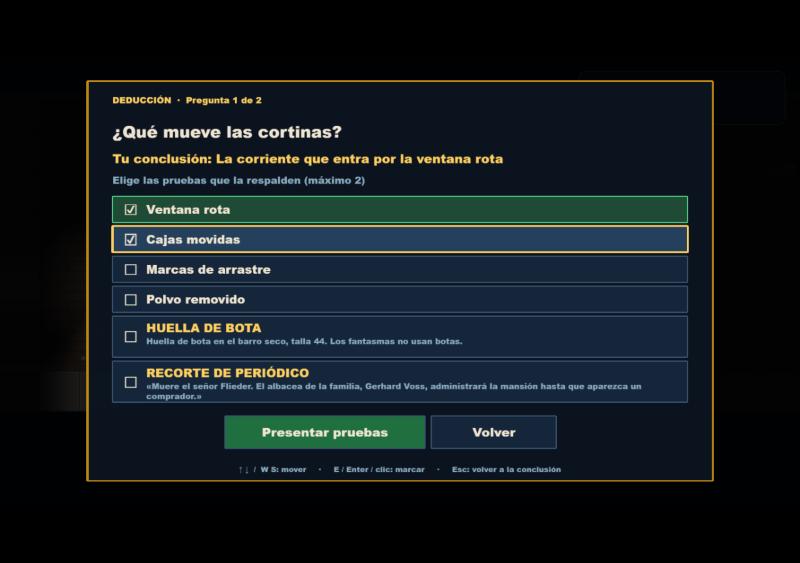 DEDUCCIÓN · Pregunta 1 de 2
¿Qué mueve las cortinas?
Tu conclusión: La corriente que entra por la ventana rota
Elige las pruebas que la respalden (máximo 2)
☑ Ventana rota
☑ Cajas movidas
☐ Marcas de arrastre
☐ Polvo removido
☐ HUELLA DE BOTA
Huella de bota en el barro seco, talla 44. Los fantasmas no usan botas.
☐ RECORTE DE PERIÓDICO
«Muere el señor Flieder. El albacea de la familia, Gerhard Voss, administrará la mansión hasta que aparezca un
comprador.»
Presentar pruebas Volver
↑↓ / W S: mover · E / Enter / clic: marcar · Esc: volver a la conclusión